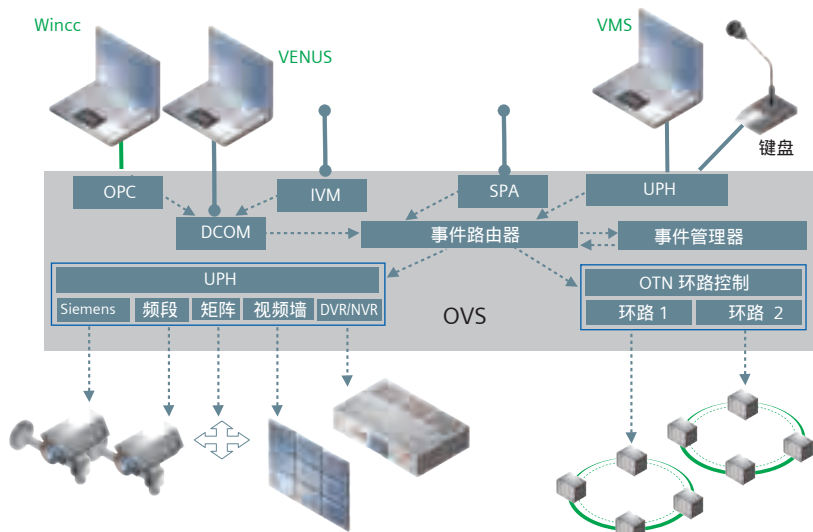 Wincc
VENUS
VMS
键盘
OPC
IVM
SPA
UPH
DCOM
事件路由器
事件管理器
UPH
OTN 环路控制
Siemens
频段
矩阵
视频墙
DVR/NVR
OVS
环路 1
环路 2